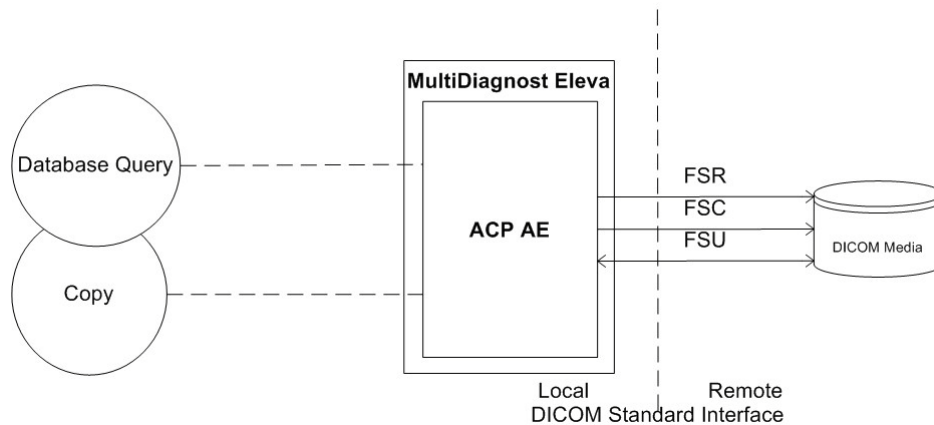 MultiDiagnost Eleva
Database Query
ACP AE
Copy
FSR
FSC
FSU
DICOM Media
Local
Remote
DICOM Standard Interface